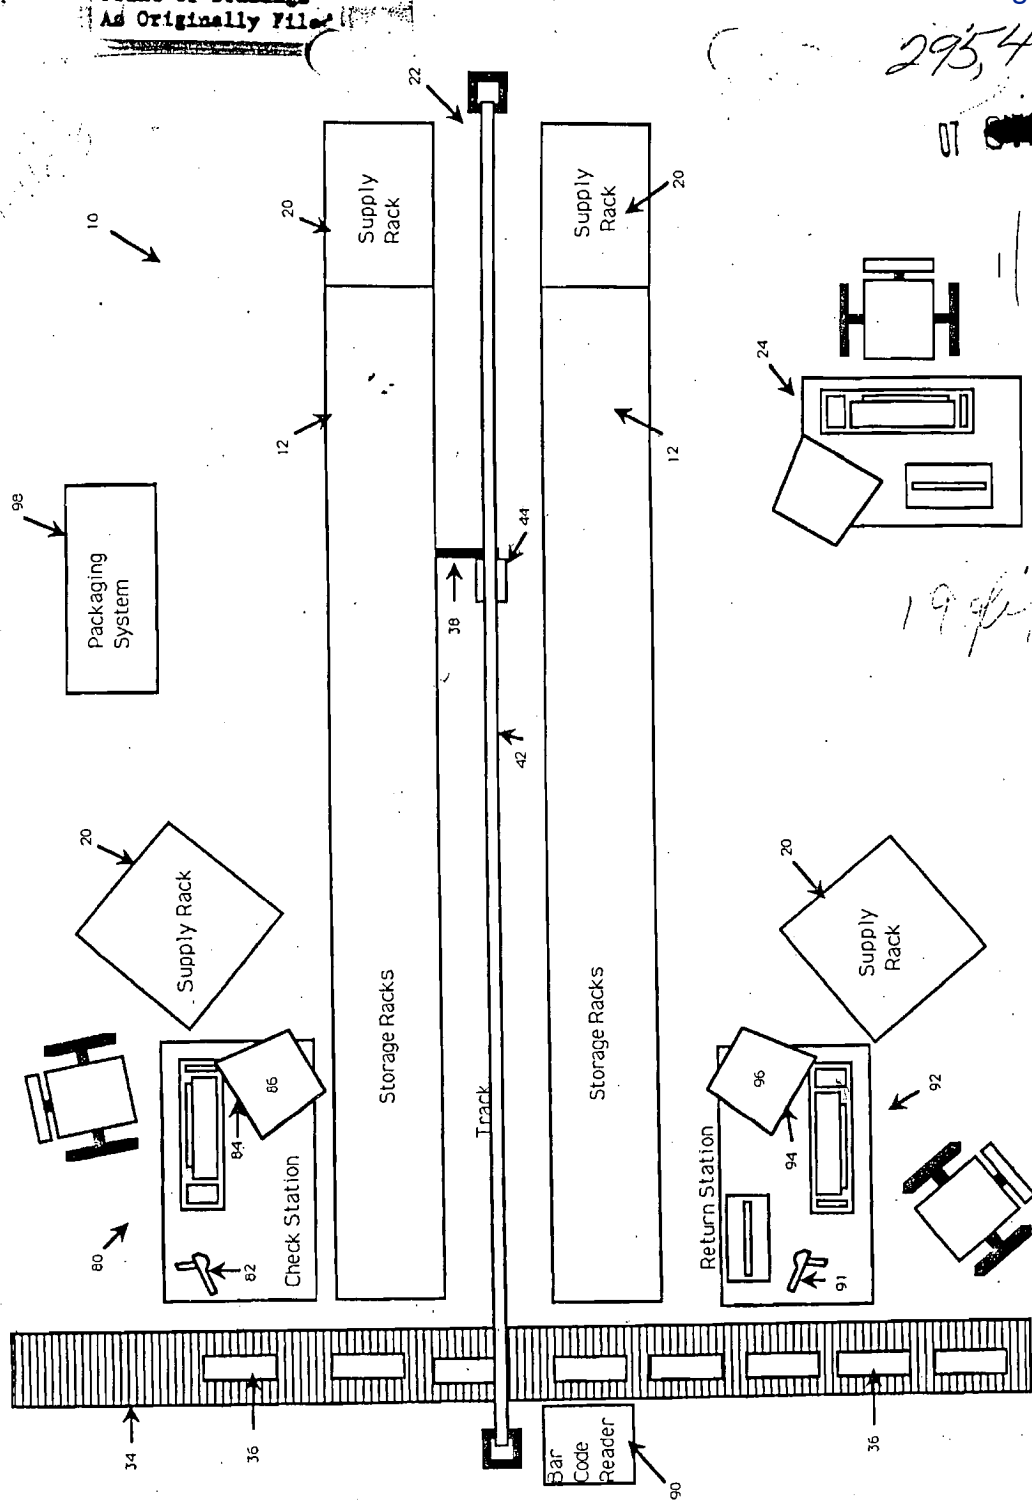 As Originally Filed
295,4
22
20
Supply
Rack
Supply
Rack
20
10
24
12
12
98
Packaging
System
44
38
42
20
Supply Rack
20
Supply
Rack
Storage Racks
Storage Racks
Track
86
84
96
94
92
Check Station
Return Station
80
82
91
34
36
36
Bar
Code
Reader
90